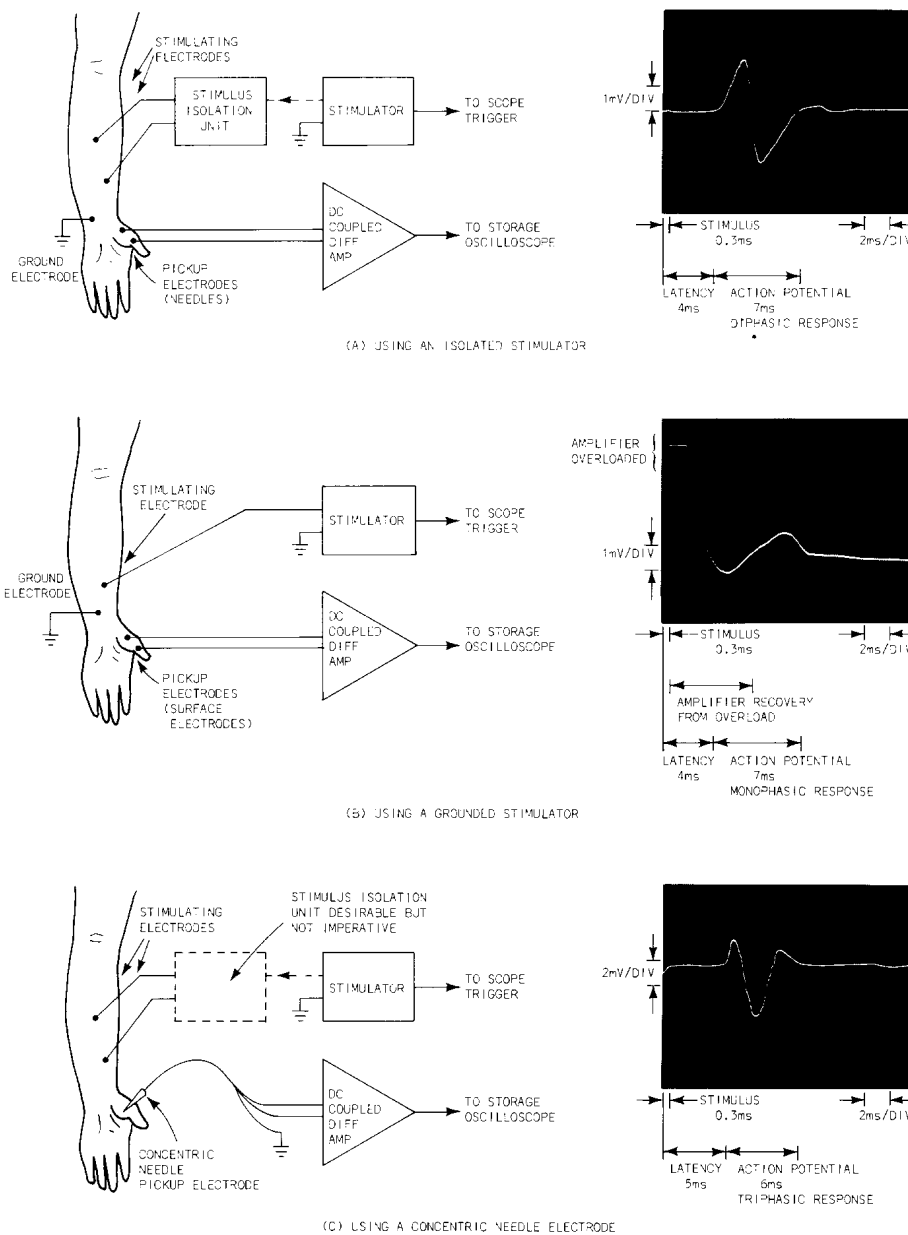 STIMULATING
ELECTRODES
STIMULUS
ISOLATION
UNIT
STIMULATOR
TO SCOPE
TRIGGER
GROUND
ELECTRODE
PICKUP
ELECTRODES
(NEEDLES)
DC
COUPLED
DIFF
AMP
TO STORAGE
OSCILLOSCOPE
1mV/DIV
STIMULUS
0.3ms
2ms/DIV
LATENCY
4ms
ACTION POTENTIAL
7ms
DIPHASIC RESPONSE
(A) USING AN ISOLATED STIMULATOR
STIMULATING
ELECTRODE
STIMULATOR
TO SCOPE
TRIGGER
GROUND
ELECTRODE
PICKUP
ELECTRODES
(SURFACE
ELECTRODES)
DC
COUPLED
DIFF
AMP
TO STORAGE
OSCILLOSCOPE
AMPLIFIER
OVERLOADED
1mV/DIV
STIMULUS
0.3ms
2ms/DIV
AMPLIFIER RECOVERY
FROM OVERLOAD
LATENCY
4ms
ACTION POTENTIAL
7ms
MONOPHASIC RESPONSE
(B) USING A GROUNDED STIMULATOR
STIMULATING
ELECTRODES
STIMULUS ISOLATION
UNIT DESIRABLE BUT
NOT IMPERATIVE
STIMULATOR
TO SCOPE
TRIGGER
CONCENTRIC
NEEDLE
PICKUP ELECTRODE
DC
COUPLED
DIFF
AMP
TO STORAGE
OSCILLOSCOPE
2mV/DIV
STIMULUS
0.3ms
2ms/DIV
LATENCY
5ms
ACTION POTENTIAL
6ms
TRIPHASIC RESPONSE
(C) USING A CONCENTRIC NEEDLE ELECTRODE